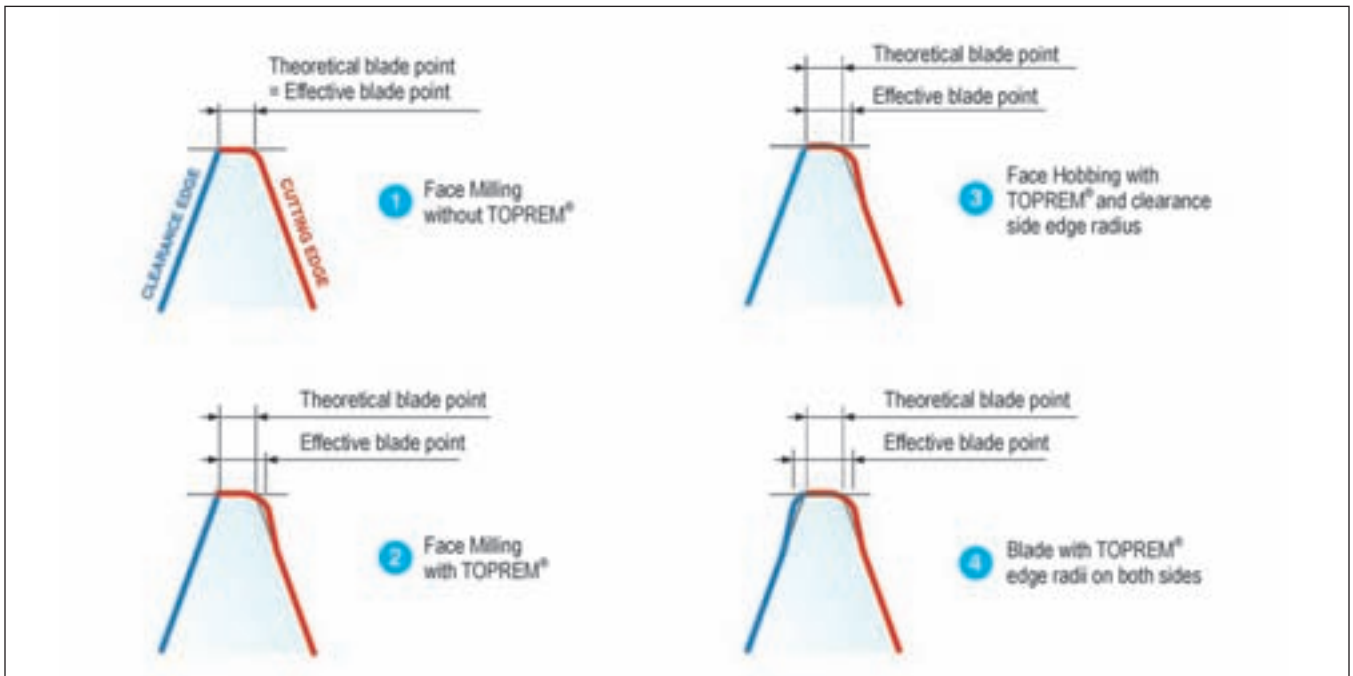 Theoretical blade point
= Effective blade point
CLEARANCE EDGE
CUTTING EDGE
1
Face Milling
without TOPREM®
Theoretical blade point
Effective blade point
3
Face Hobbing with
TOPREM® and clearance
side edge radius
Theoretical blade point
Effective blade point
2
Face Milling
with TOPREM®
Theoretical blade point
Effective blade point
4
Blade with TOPREM®
edge radii on both sides